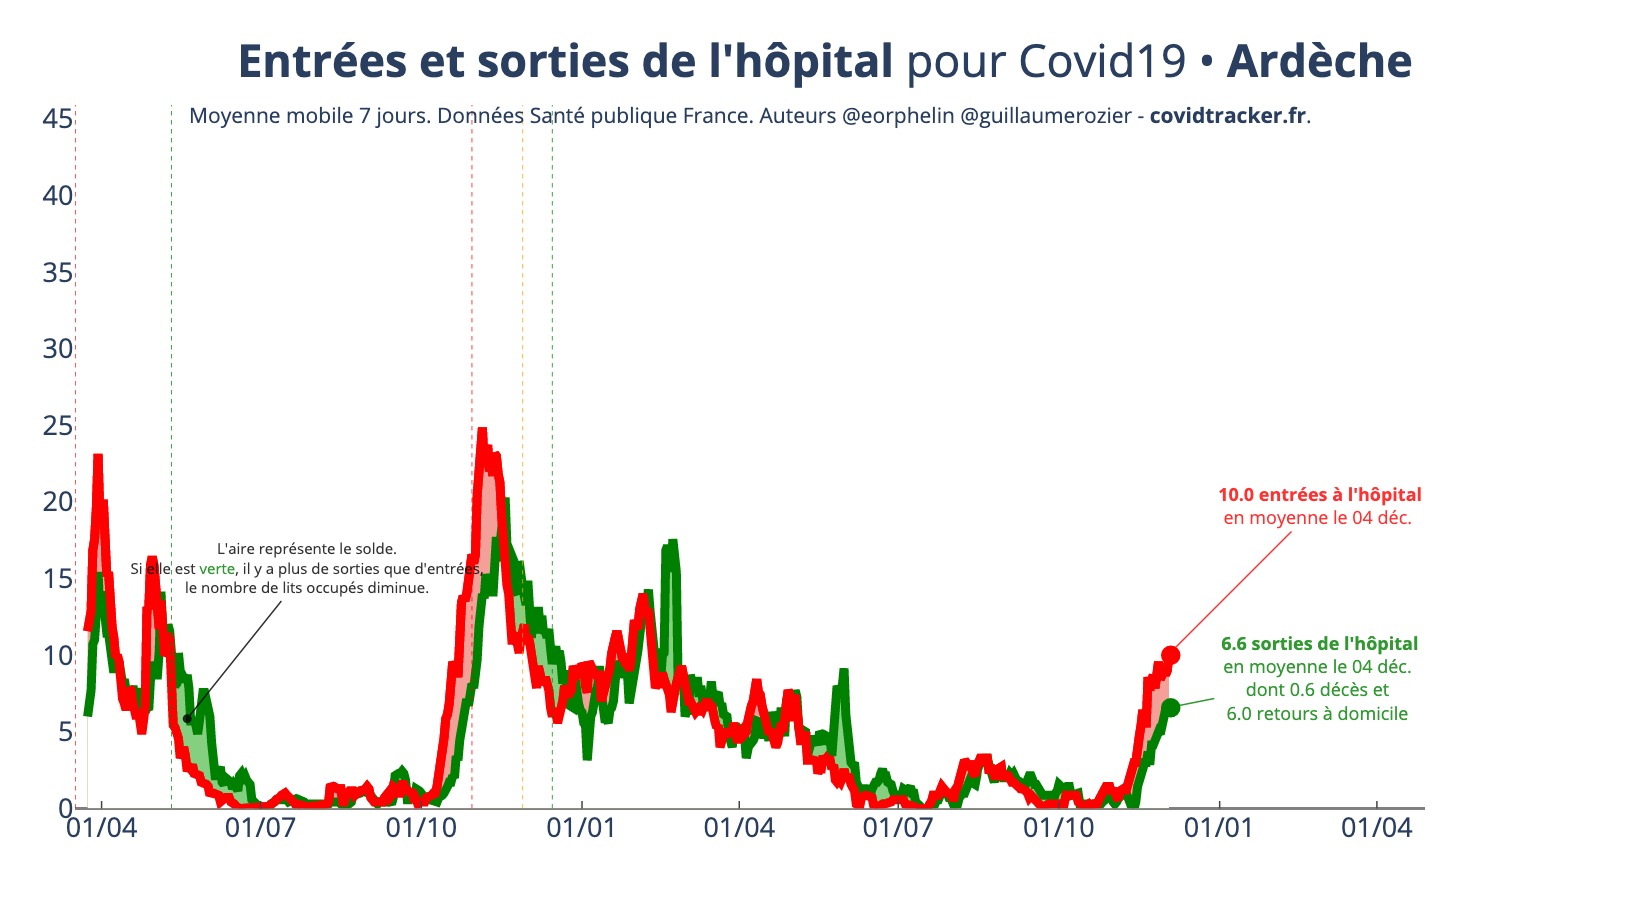 Entrées et sorties de l'hôpital pour Covid19 • Ardèche
Moyenne mobile 7 jours. Données Santé publique France. Auteurs @eorphelin @guillaumerozier - covidtracker.fr.
45
40
35
30
25
20
15
10
5
0
L'aire représente le solde.
Si elle est verte, il y a plus de sorties que d'entrées,
le nombre de lits occupés diminue.
10.0 entrées à l'hôpital
en moyenne le 04 déc.
6.6 sorties de l'hôpital
en moyenne le 04 déc.
dont 0.6 décès et
6.0 retours à domicile
01/04 01/07 01/10 01/01 01/04 01/07 01/10 01/01 01/04